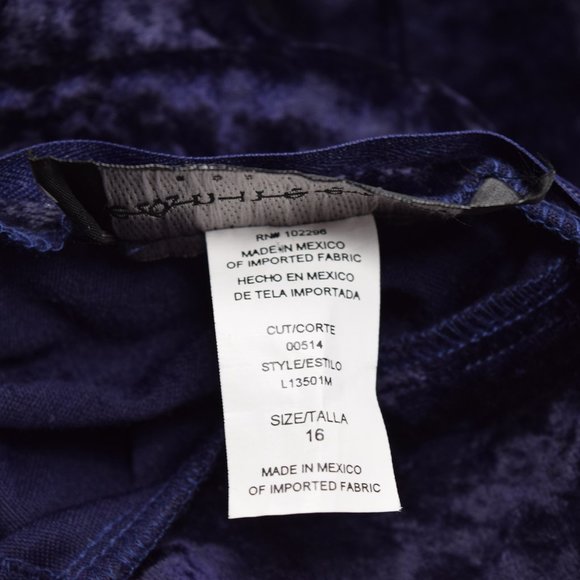 RN# 102296
MADE IN MEXICO
OF IMPORTED FABRIC
HECHO EN MEXICO
DE TELA IMPORTADA
CUT/CORTE
00514
STYLE/ESTILO
L13501M
SIZE/TALLA
16
MADE IN MEXICO
OF IMPORTED FABRIC